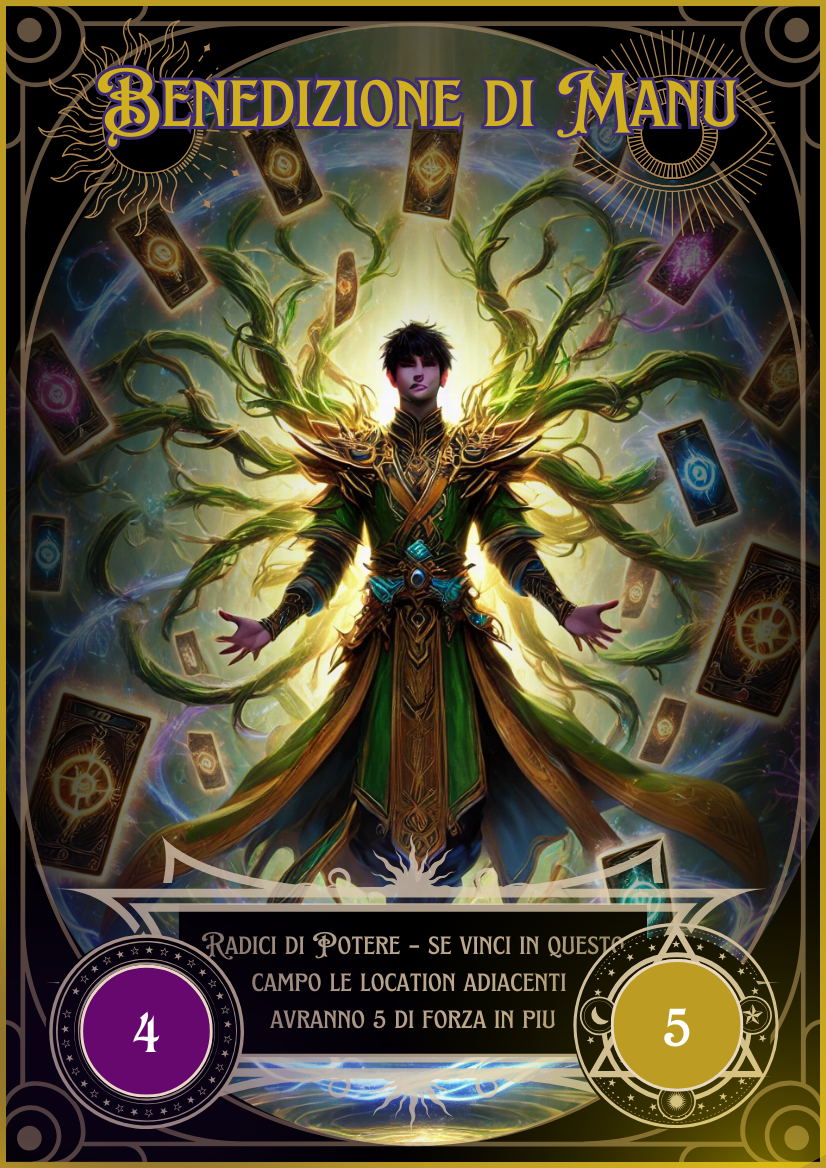 Benedizione di Manu
Radici di Potere – se vinci in questo
campo le location adiacenti
avranno 5 di forza in piu
4
5